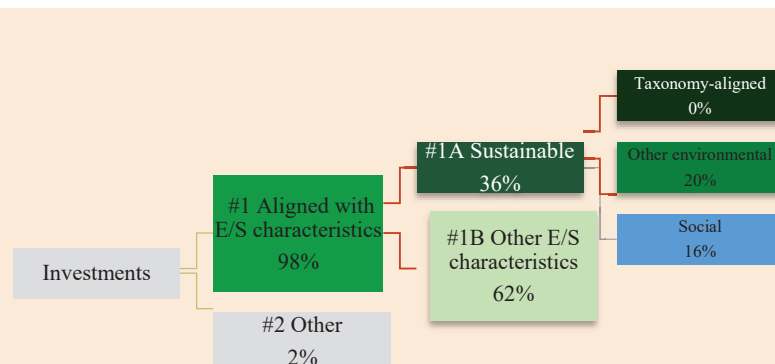 Taxonomy-aligned
0%
#1A Sustainable
36%
Other environmental
20%
#1 Aligned with
E/S characteristics
98%
#1B Other E/S
characteristics
62%
Social
16%
Investments
#2 Other
2%